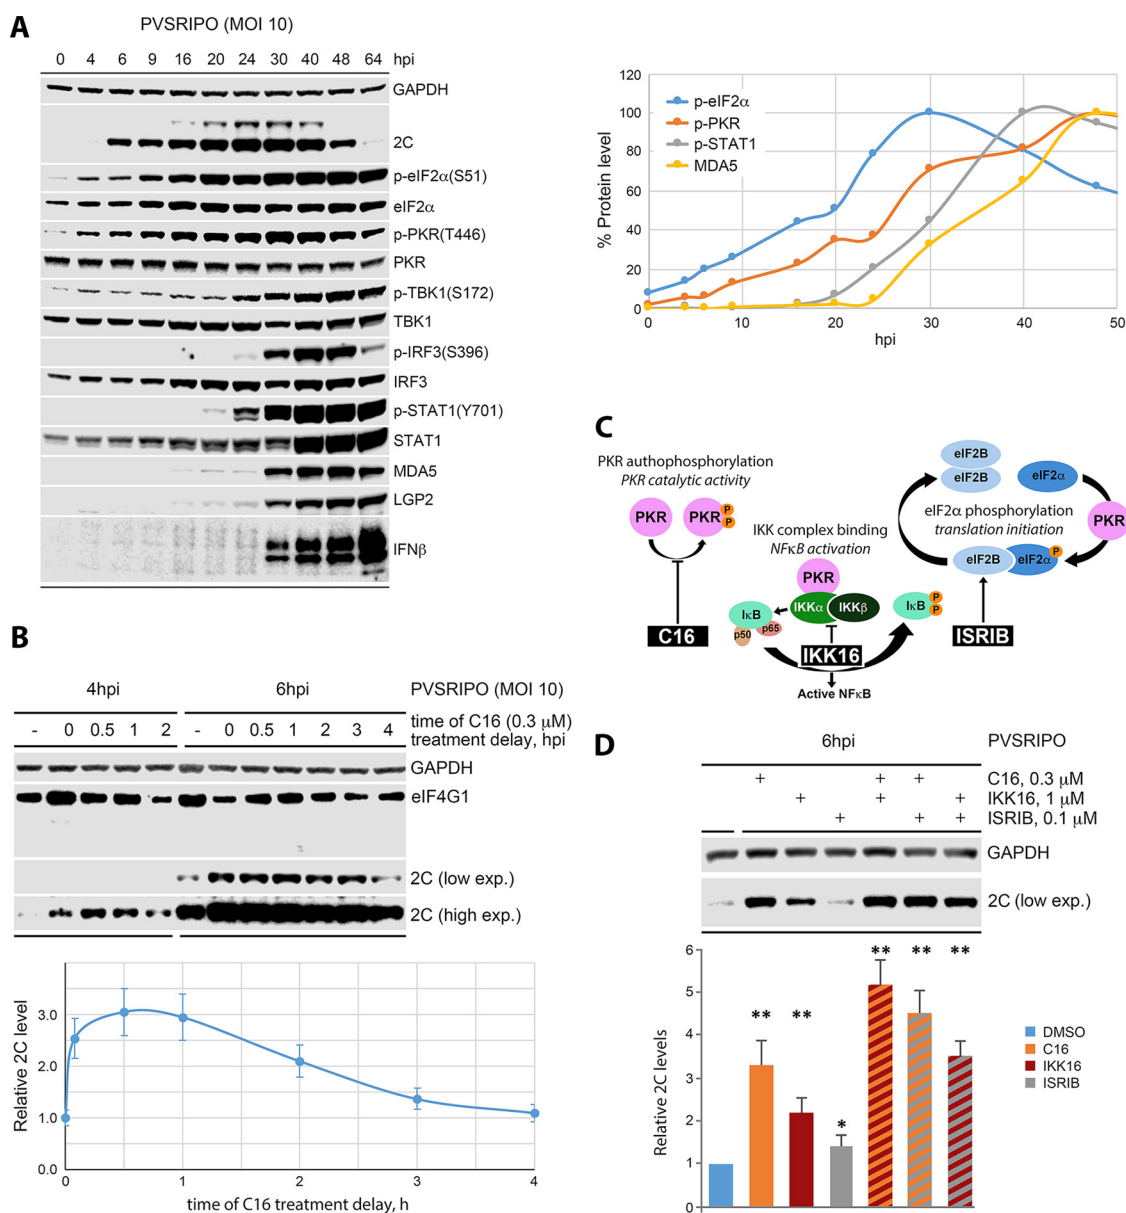 A
PVSRIPO (MOI 10)
0 4 6 9 16 20 24 30 40 48 64 hpi
GAPDH
2C
p-eIF2α(S51)
eIF2α
p-PKR(T446)
PKR
p-TBK1(S172)
TBK1
p-IRF3(S396)
IRF3
p-STAT1(Y701)
STAT1
MDA5
LGP2
IFNβ
120
100
80
60
40
20
0
% Protein level
p-eIF2α
p-PKR
p-STAT1
MDA5
0 10 20 30 40 50
hpi
B
4hpi 6hpi PVSRIPO (MOI 10)
- 0 0.5 1 2 - 0 0.5 1 2 3 4 time of C16 (0.3 µM)
treatment delay, hpi
GAPDH
eIF4G1
2C (low exp.)
2C (high exp.)
Relative 2C level
3.0
2.0
1.0
0.0
0 1 2 3 4
time of C16 treatment delay, h
C
PKR authophosphorylation
PKR catalytic activity
PKR PKR P P
C16
IKK complex binding
NFκB activation
PKR
IKKα IKKβ
IκB
p50 p65
IκB P P
IKK16
Active NFκB
eIF2B
eIF2B
eIF2α
eIF2α phosphorylation
translation initiation
PKR
eIF2B eIF2α P
ISRIB
D
6hpi PVSRIPO
+ + + C16, 0.3 µM
+ + + IKK16, 1 µM
+ + + ISRIB, 0.1 µM
GAPDH
2C (low exp.)
Relative 2C levels
6
5
4
3
2
1
0
** ** * ** ** **
DMSO
C16
IKK16
ISRIB